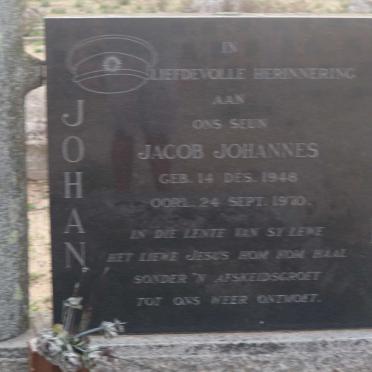 JOHAN
IN
LIEFDEVOLLE HERINNERING
AAN
ONS SEUN
JACOB JOHANNES
GEB. 14 DES. 1948
OORL. 24 SEPT. 1970.
IN DIE LENTE VAN SY LEWE
HET LIEWE JESUS HOM KOM HAAL
SONDER 'N AFSKEIDSGROET
TOT ONS WEER ONTMOET.